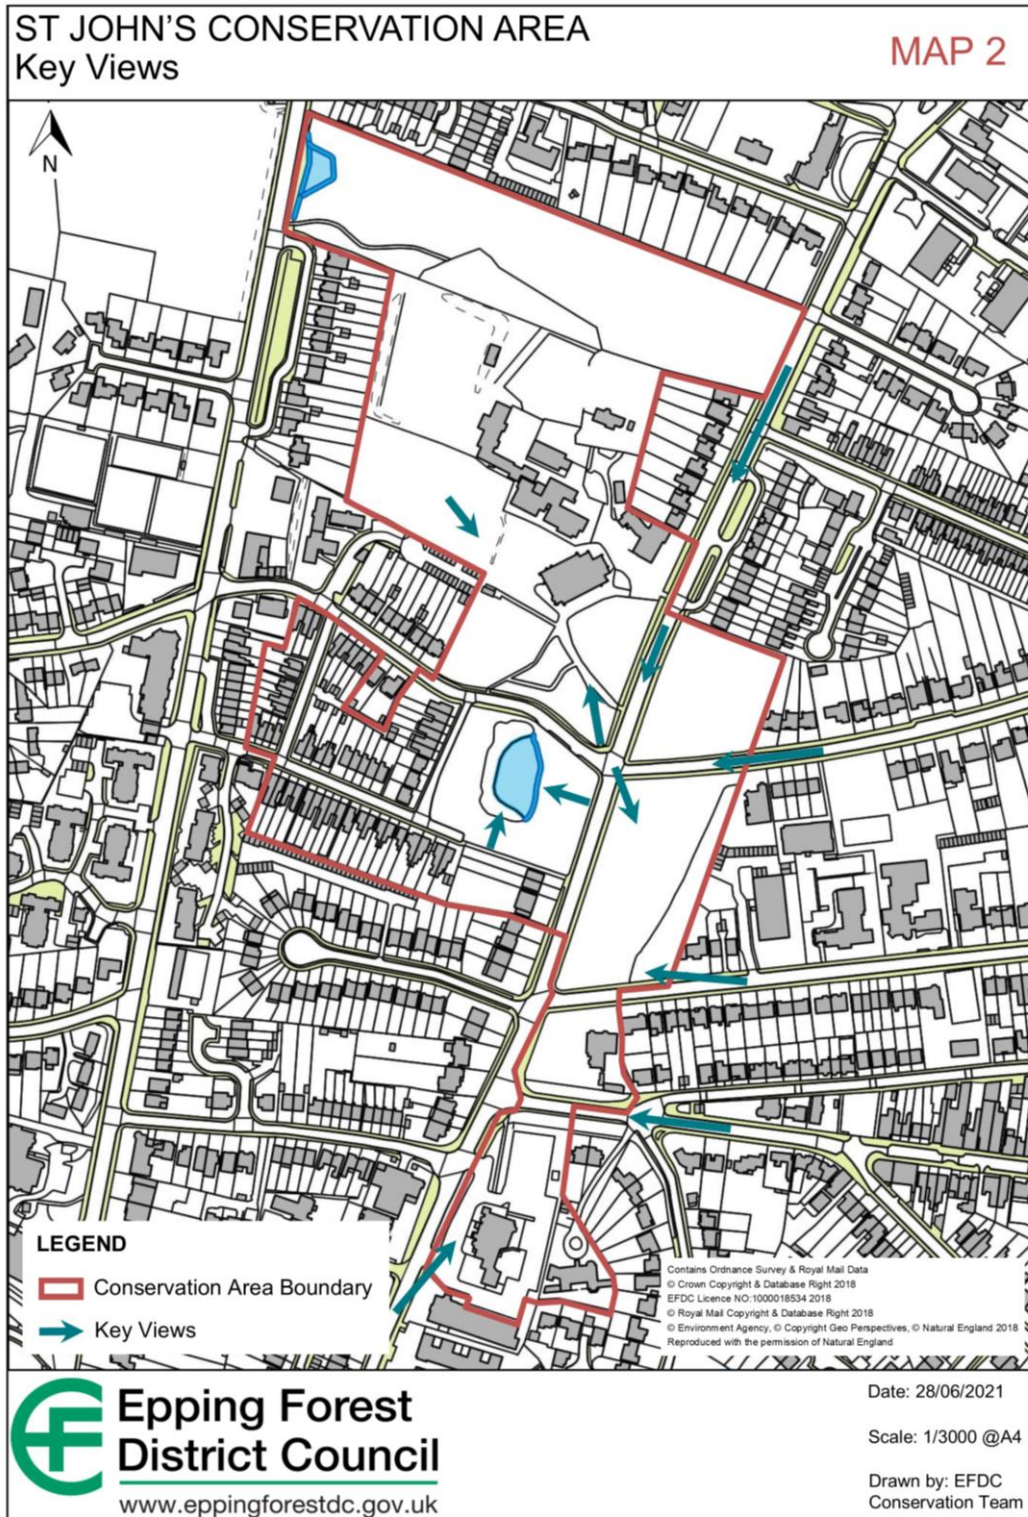 ST JOHN'S CONSERVATION AREA
Key Views
MAP 2
N
LEGEND
Conservation Area Boundary
Key Views
Contains Ordnance Survey & Royal Mail Data
© Crown Copyright & Database Right 2018
EFDC Licence NO:1000018534 2018
© Royal Mail Copyright & Database Right 2018
© Environment Agency, © Copyright Geo Perspectives, © Natural England 2018
Reproduced with the permission of Natural England
Epping Forest
District Council
www.eppingforestdc.gov.uk
Date: 28/06/2021
Scale: 1/3000 @A4
Drawn by: EFDC
Conservation Team